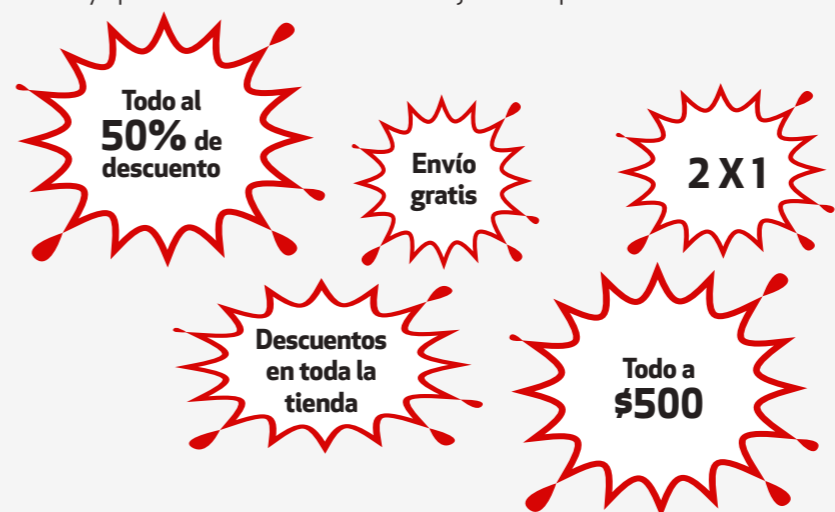 Todo al
50% de
descuento
Envío
gratis
2 X 1
Descuentos
en toda la
tienda
Todo a
$500